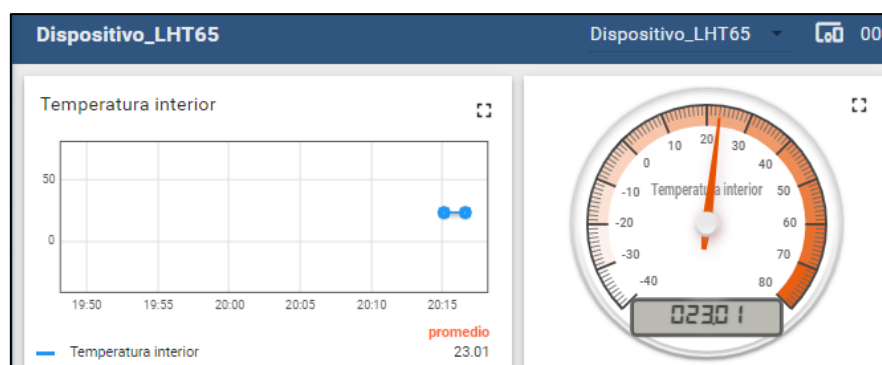 Dispositivo_LHT65
Dispositivo_LHT65
00
Temperatura interior
50
0
19:50 19:55 20:00 20:05 20:10 20:15
promedio
Temperatura interior 23.01
-40
-30
-20
-10
0
10
20
30
40
50
60
70
80
Temperatura interior
023.01